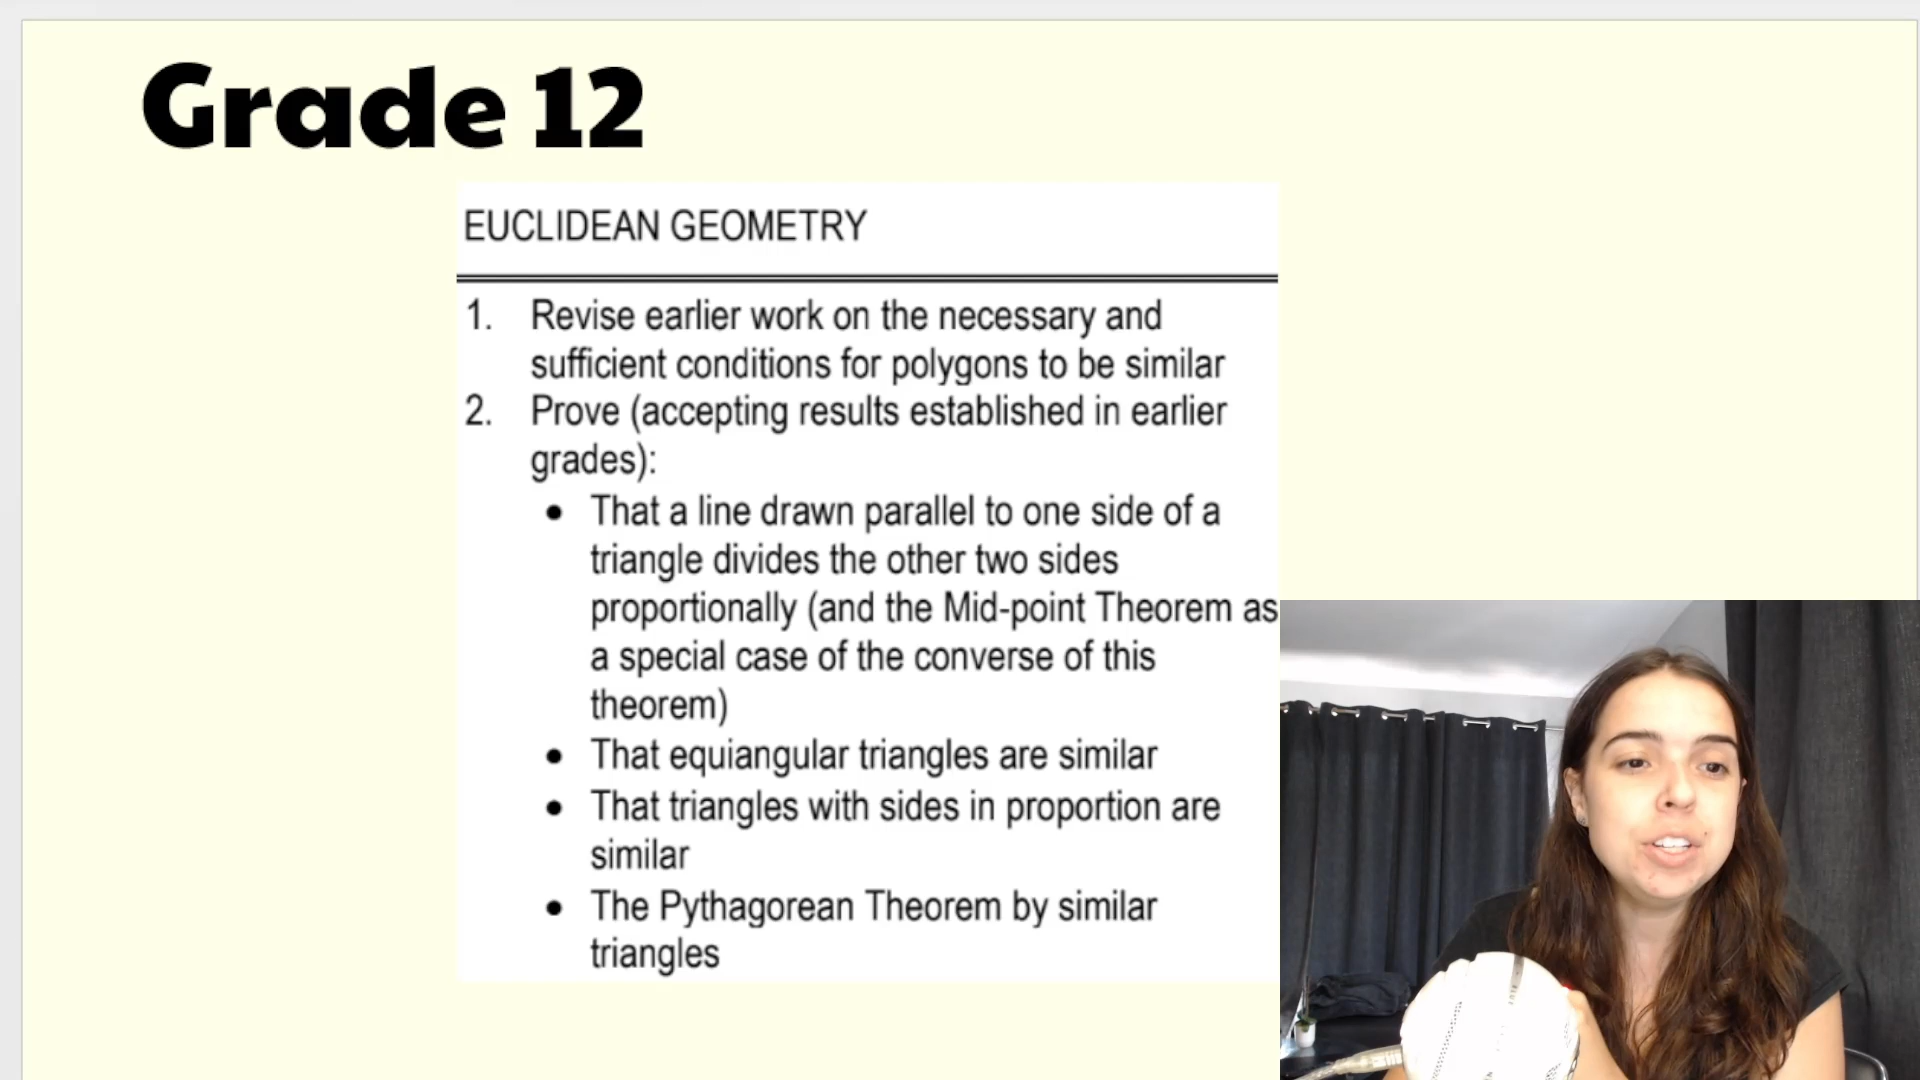 Grade 12
EUCLIDEAN GEOMETRY
1. Revise earlier work on the necessary and
sufficient conditions for polygons to be similar
2. Prove (accepting results established in earlier
grades):
• That a line drawn parallel to one side of a
triangle divides the other two sides
proportionally (and the Mid-point Theorem as
a special case of the converse of this
theorem)
• That equiangular triangles are similar
• That triangles with sides in proportion are
similar
• The Pythagorean Theorem by similar
triangles